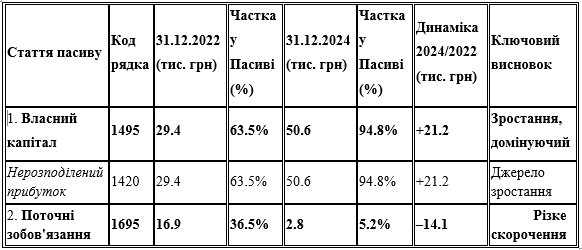 Стаття пасиву | Код рядка | 31.12.2022 (тис. грн) | Частка у Пасиві (%) | 31.12.2024 (тис. грн) | Частка у Пасиві (%) | Динаміка 2024/2022 (тис. грн) | Ключовий висновок
1. Власний капітал | 1495 | 29.4 | 63.5% | 50.6 | 94.8% | +21.2 | Зростання, домінуючий
Нерозподілений прибуток | 1420 | 29.4 | 63.5% | 50.6 | 94.8% | +21.2 | Джерело зростання
2. Поточні зобов'язання | 1695 | 16.9 | 36.5% | 2.8 | 5.2% | –14.1 | Різке скорочення